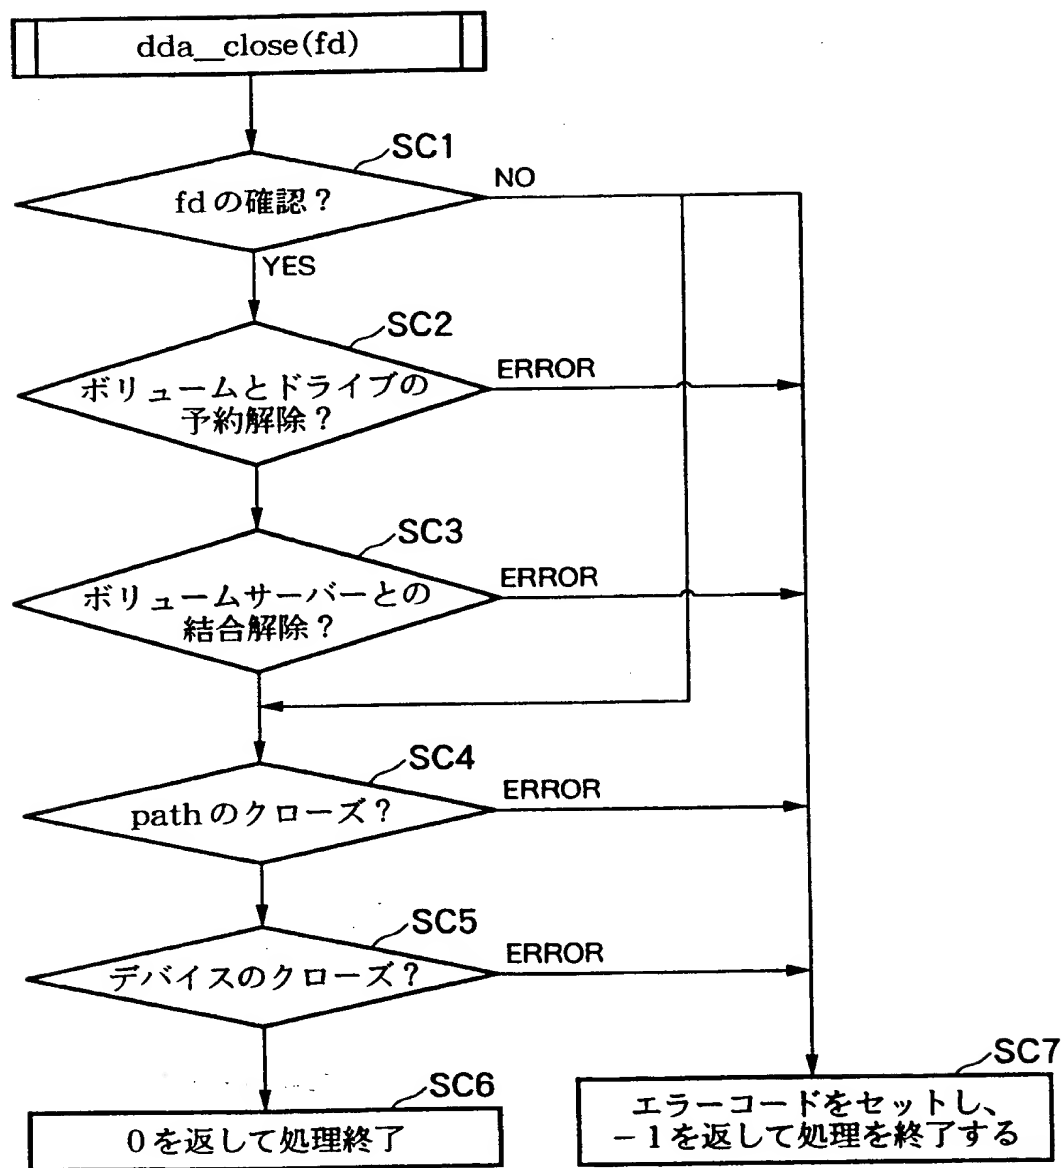 dda__close(fd)
SC1
fdの確認?
NO
YES
SC2
ボリュームとドライブの
予約解除?
ERROR
SC3
ボリュームサーバーとの
結合解除?
ERROR
SC4
pathのクローズ?
ERROR
SC5
デバイスのクローズ?
ERROR
SC6
0を返して処理終了
SC7
エラーコードをセットし、
－1を返して処理を終了する